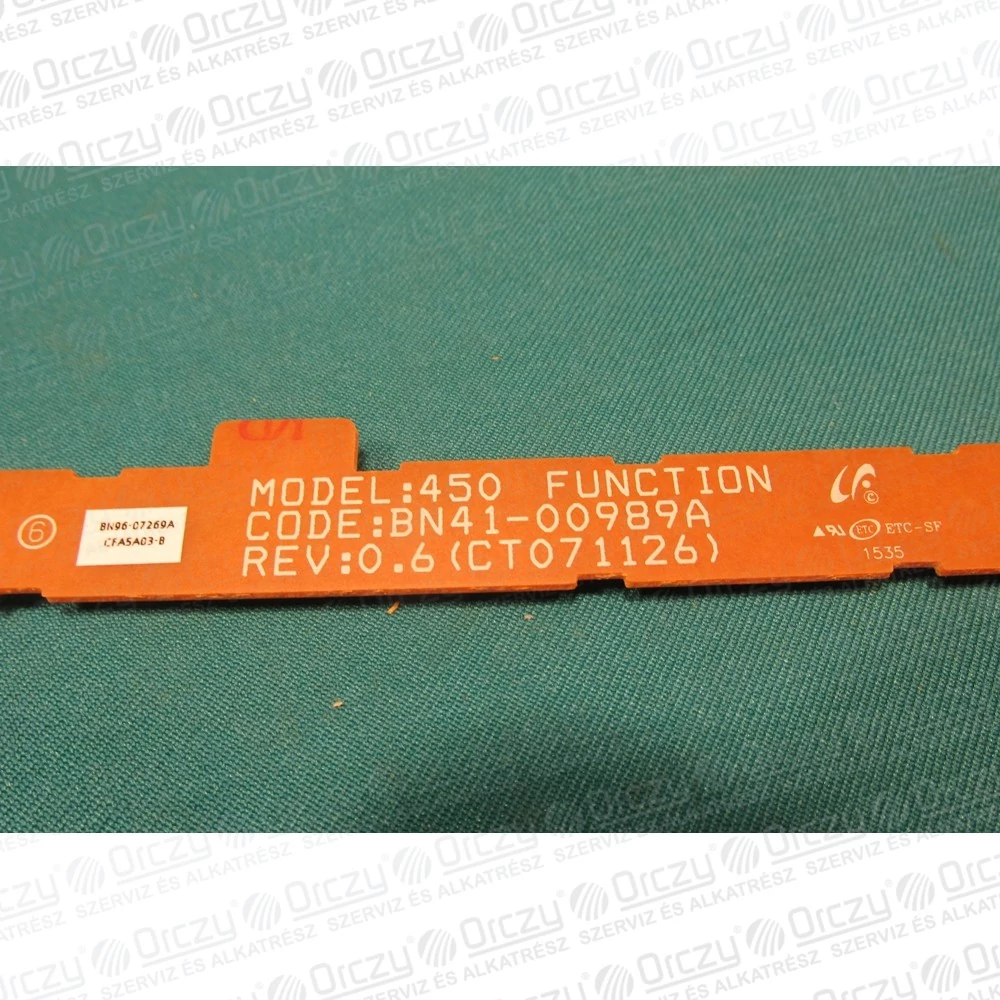 Orczy
SZERVIZ ÉS ALKATRÉSZ
MODEL:450 FUNCTION
CODE:BN41-00989A
REV:0.6(CT071126)
6
BN96-07269A
CFA5A03-B
ETC ETC-SF
1535